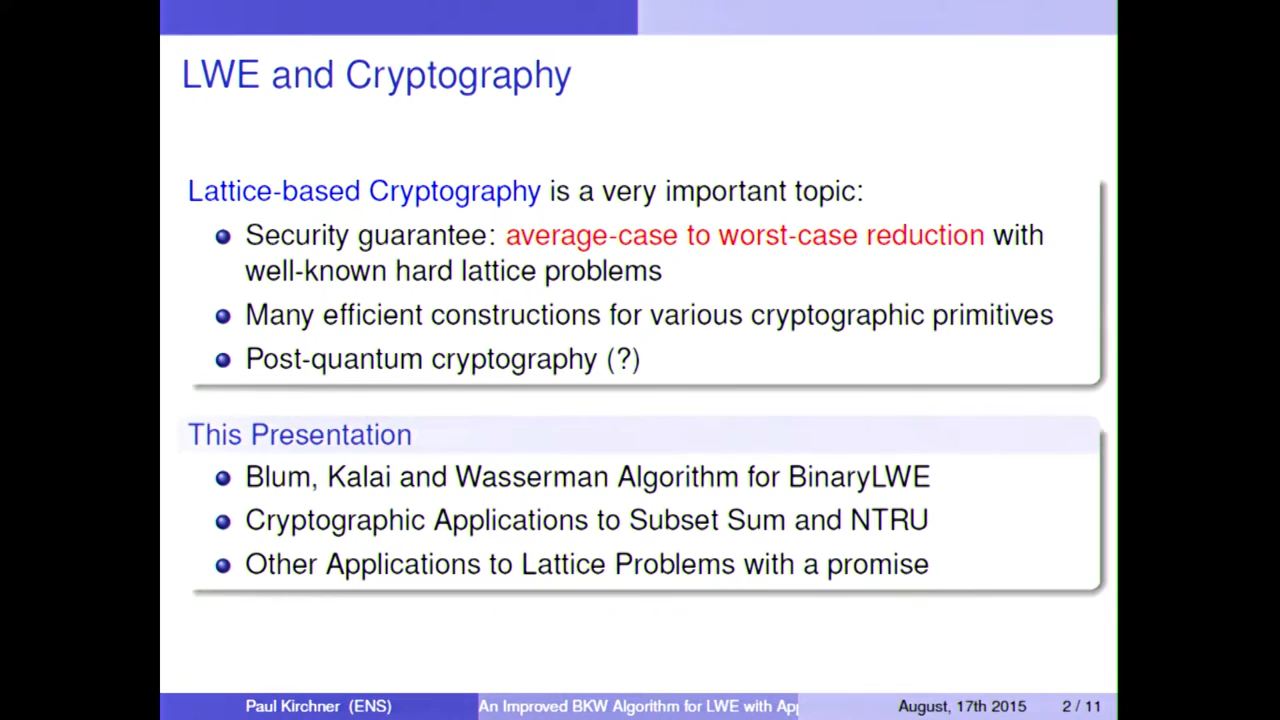 LWE and Cryptography
Lattice-based Cryptography is a very important topic:
Security guarantee: average-case to worst-case reduction with
well-known hard lattice problems
Many efficient constructions for various cryptographic primitives
Post-quantum cryptography (?)
This Presentation
Blum, Kalai and Wasserman Algorithm for BinaryLWE
Cryptographic Applications to Subset Sum and NTRU
Other Applications to Lattice Problems with a promise
Paul Kirchner (ENS) An Improved BKW Algorithm for LWE with App August, 17th 2015 2 / 11